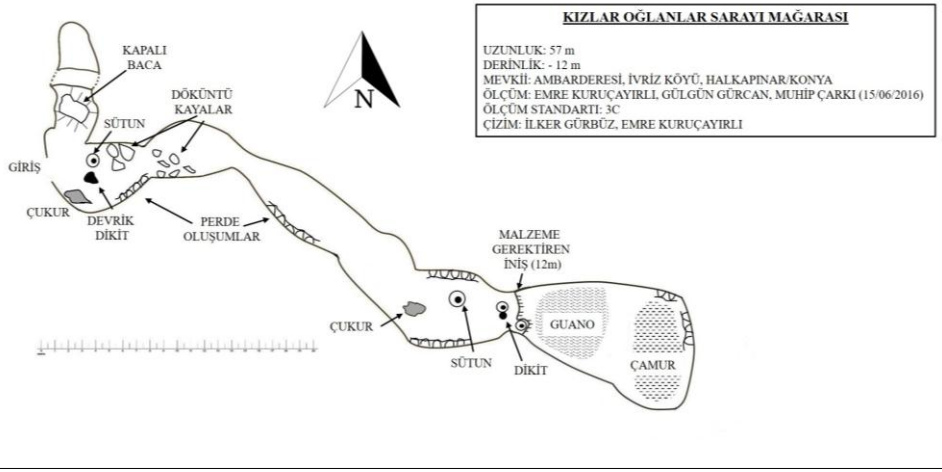 KIZLAR OĞLANLAR SARAYI MAĞARASI
UZUNLUK: 57 m
DERİNLİK: - 12 m
MEVKİİ: AMBARDERESİ, İVRİZ KÖYÜ, HALKAPINAR/KONYA
ÖLÇÜM: EMRE KURUÇAYIRLI, GÜLGÜN GÜRCAN, MUHİP ÇARKI (15/06/2016)
ÖLÇÜM STANDARTI: 3C
ÇİZİM: İLKER GÜRBÜZ, EMRE KURUÇAYIRLI
KAPALI
BACA
DÖKÜNTÜ
KAYALAR
N
SÜTUN
GİRİŞ
ÇUKUR
DEVRİK
DİKİT
PERDE
OLUŞUMLAR
MALZEME
GEREKTİREN
İNİŞ (12m)
ÇUKUR
GUANO
SÜTUN
DİKİT
ÇAMUR